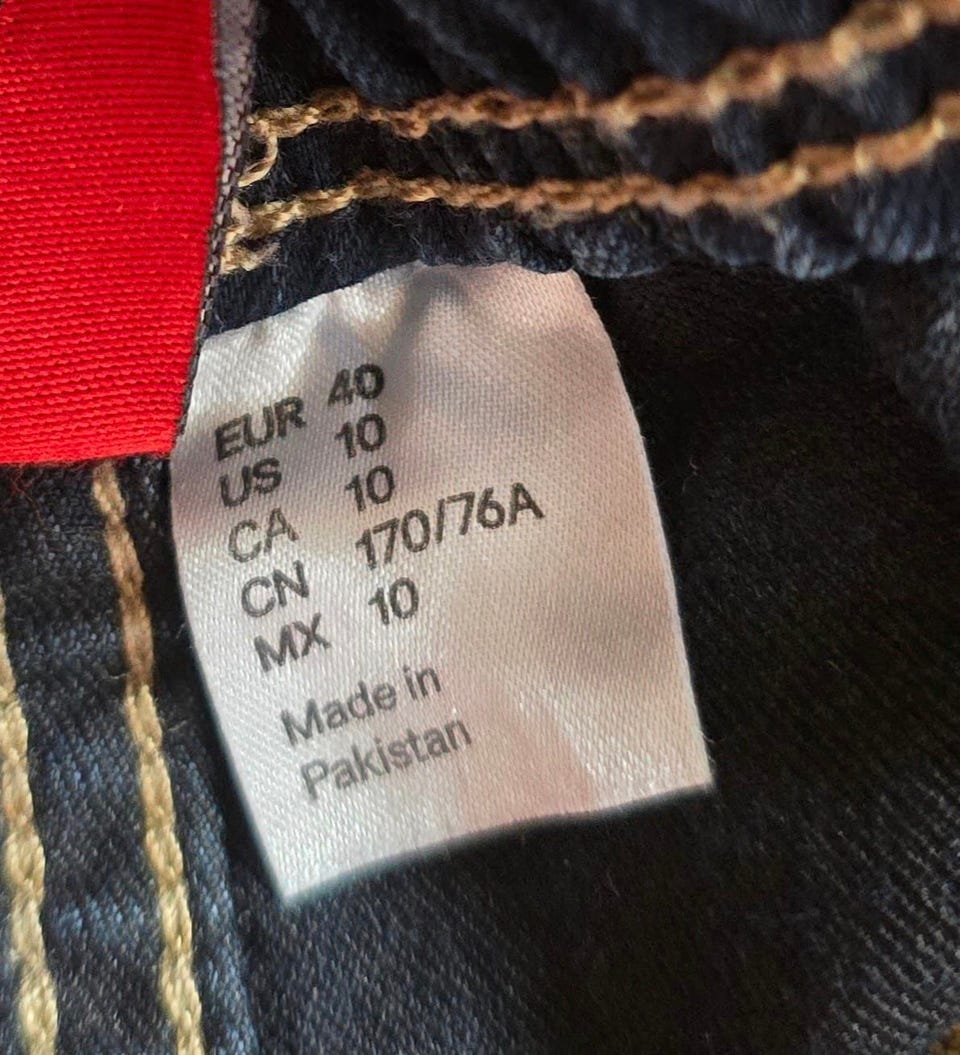 EUR 40
US 10
CA 10
CN 170/76A
MX 10
Made in
Pakistan